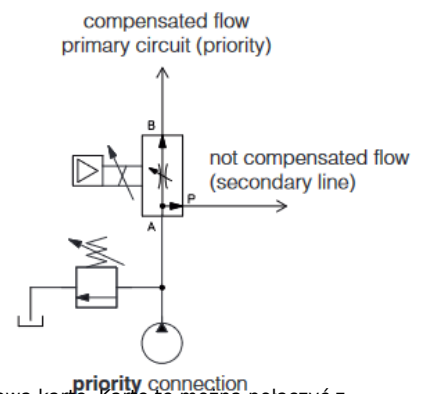 compensated flow
primary circuit (priority)
B
not compensated flow
(secondary line)
P
A
priority connection